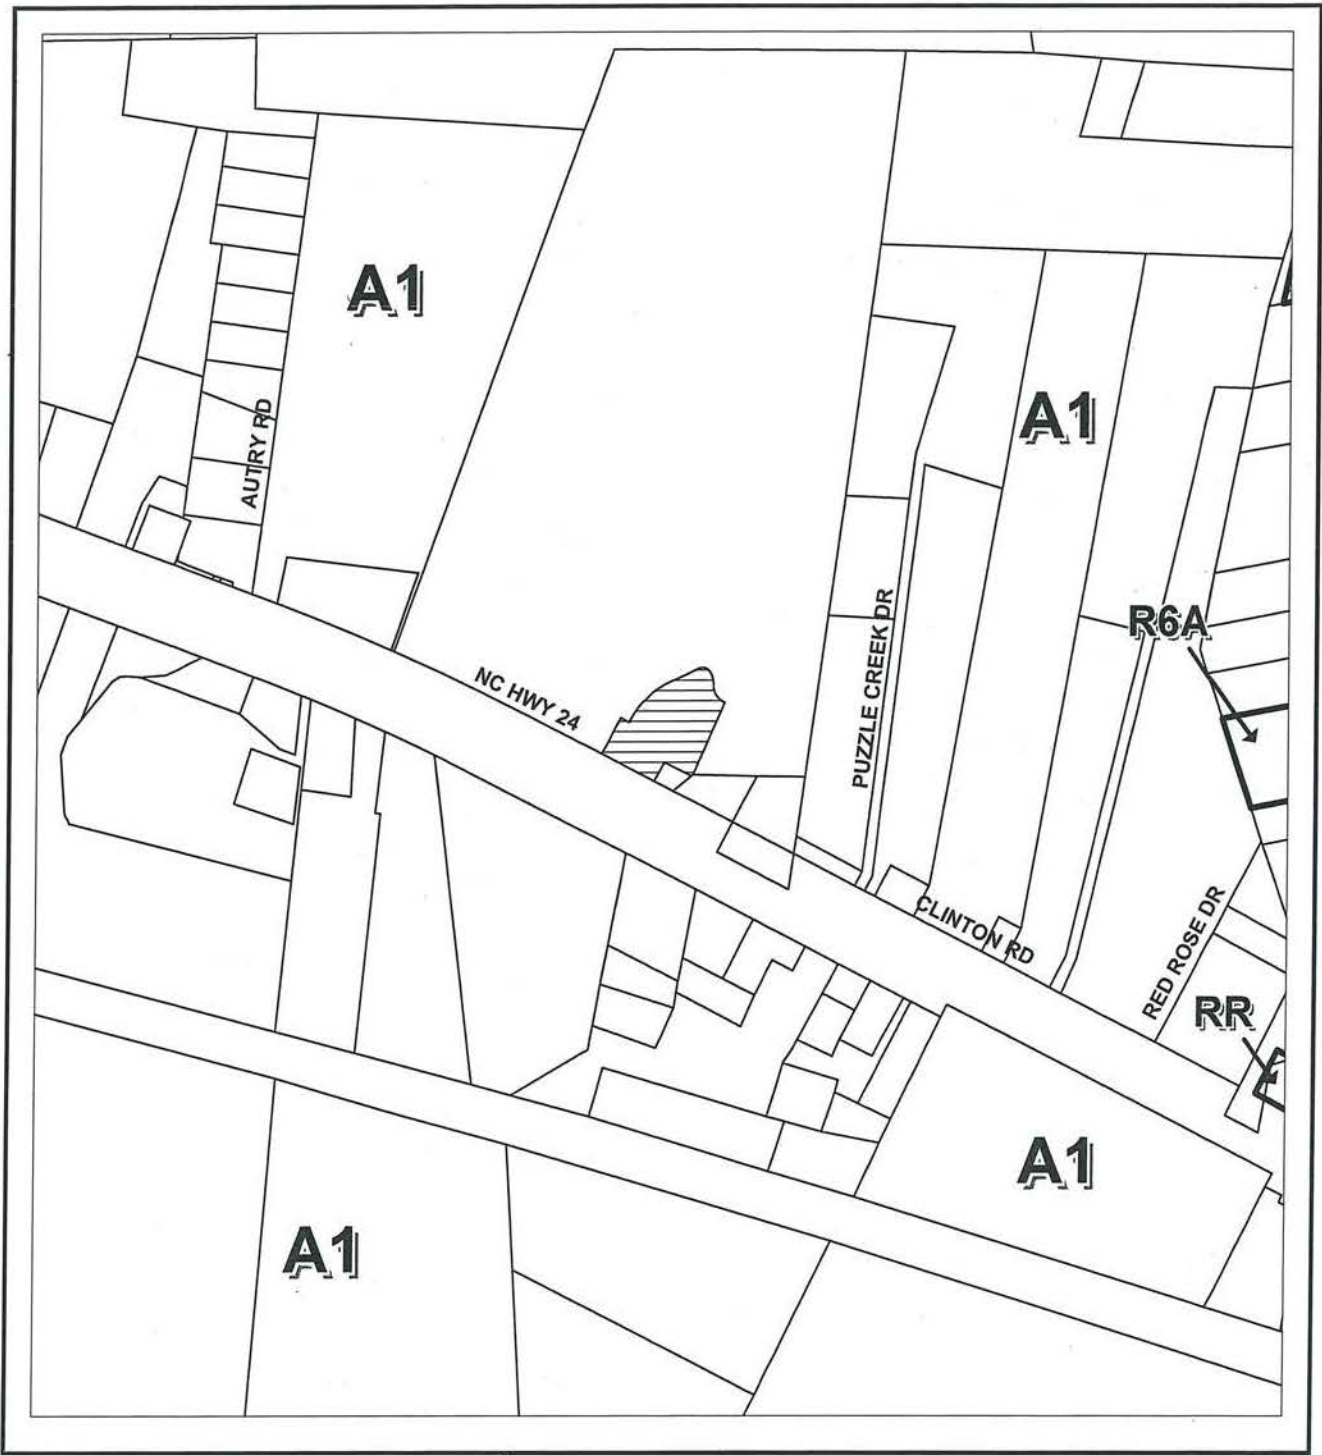 A1
A1
AUTRY RD
R6A
NC HWY 24
PUZZLE CREEK DR
CLINTON RD
RED ROSE DR
RR
A1
A1